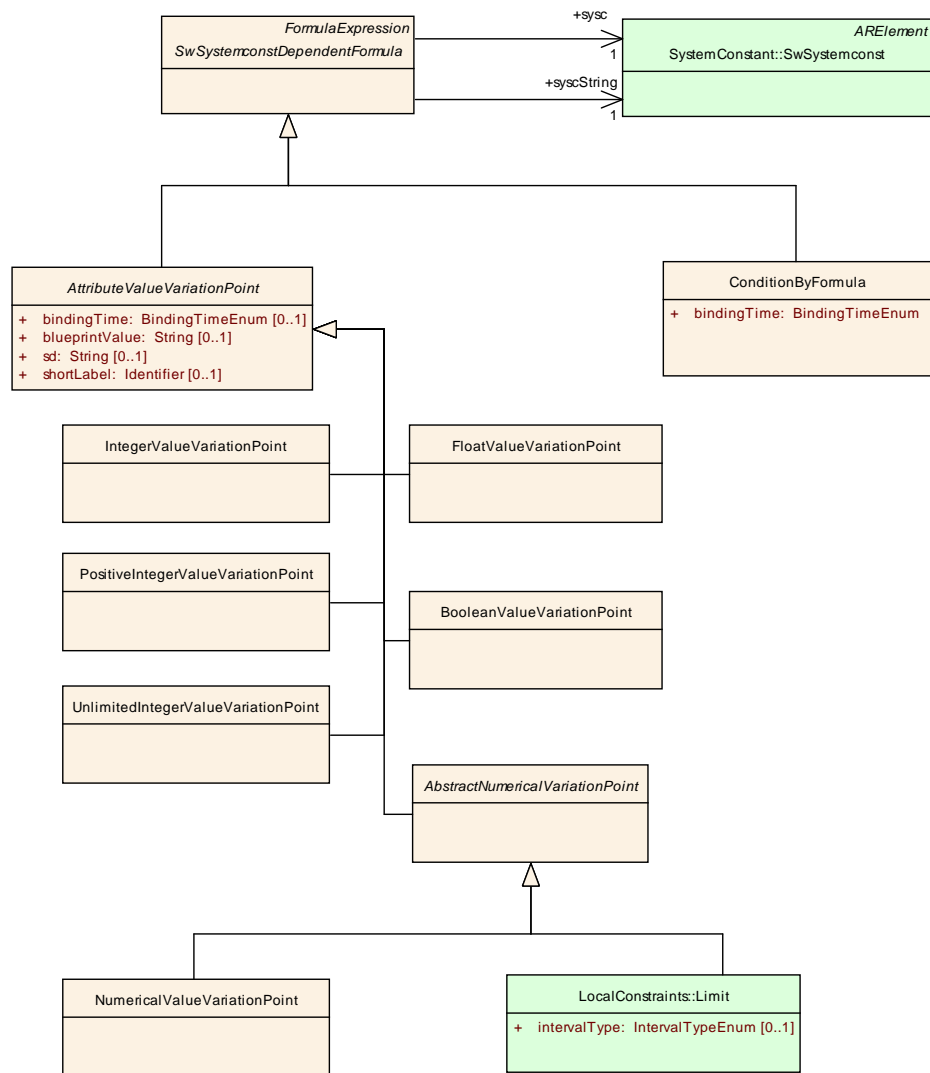 FormulaExpression
SwSystemconstDependentFormula
+sysc
1
+syscString
1
ARElement
SystemConstant::SwSystemconst
AttributeValueVariationPoint
+ bindingTime: BindingTimeEnum [0..1]
+ blueprintValue: String [0..1]
+ sd: String [0..1]
+ shortLabel: Identifier [0..1]
ConditionByFormula
+ bindingTime: BindingTimeEnum
IntegerValueVariationPoint
FloatValueVariationPoint
PositiveIntegerValueVariationPoint
BooleanValueVariationPoint
UnlimitedIntegerValueVariationPoint
AbstractNumericalVariationPoint
NumericalValueVariationPoint
LocalConstraints::Limit
+ intervalType: IntervalTypeEnum [0..1]